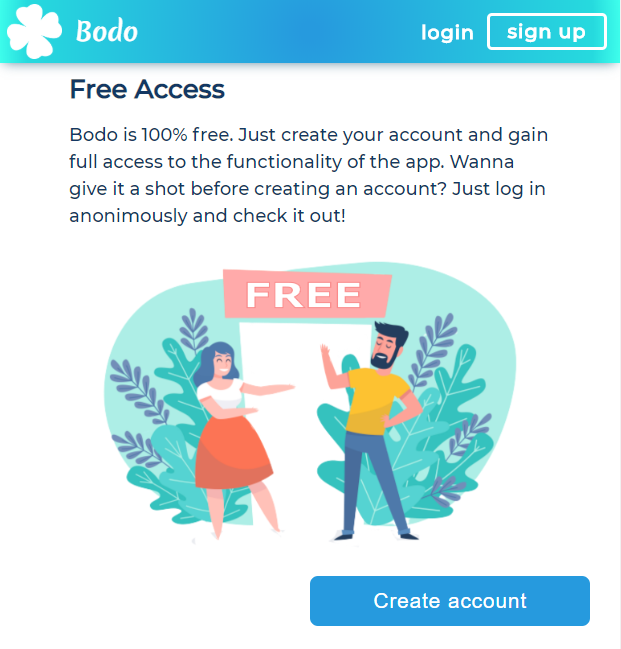 Bodo
login
sign up
Free Access
Bodo is 100% free. Just create your account and gain
full access to the functionality of the app. Wanna
give it a shot before creating an account? Just log in
anonimously and check it out!
FREE
Create account